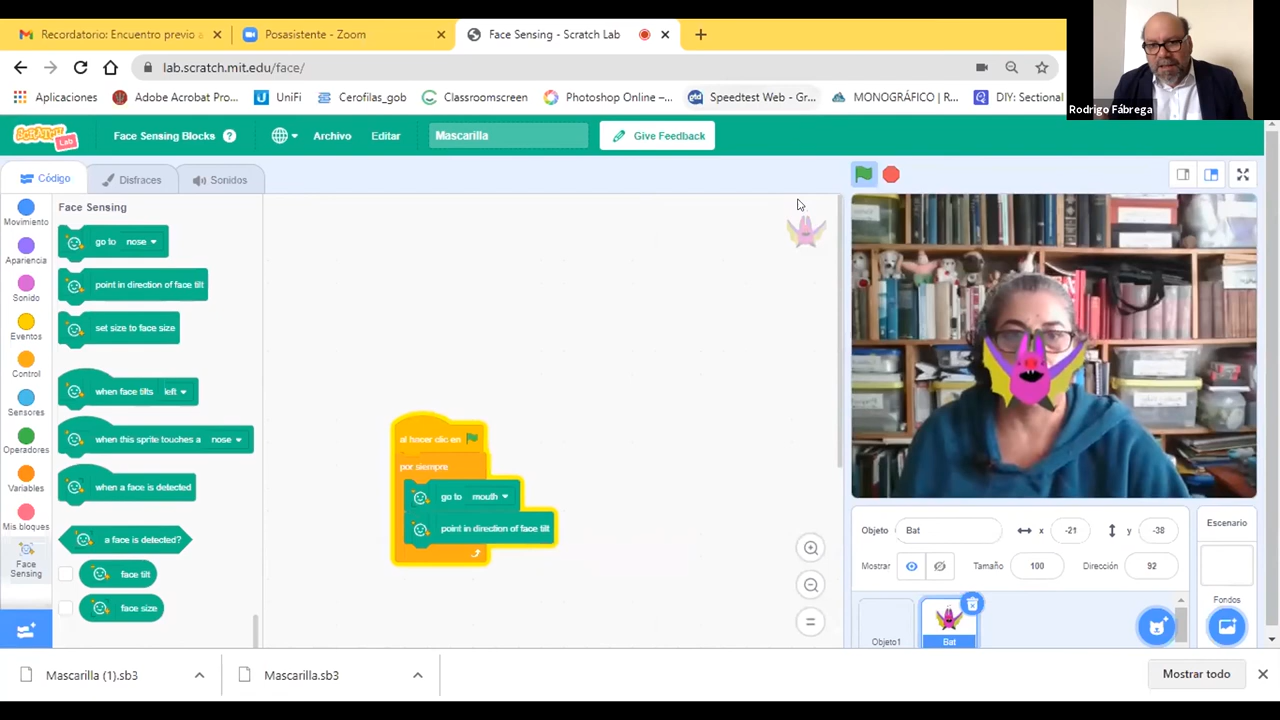 Recordatorio: Encuentro previo a
Posasistente - Zoom
Face Sensing - Scratch Lab
lab.scratch.mit.edu/face/
Aplicaciones
Adobe Acrobat Pro...
UniFi
Cerofilas_gob
Classroomscreen
Photoshop Online –...
Speedtest Web - Gr...
MONOGRÁFICO | R...
DIY: Sectional
Rodrigo Fábrega
SCRATCH Lab
Face Sensing Blocks
?
Archivo
Editar
Mascarilla
Give Feedback
Código
Disfraces
Sonidos
Movimiento
Apariencia
Sonido
Eventos
Control
Sensores
Operadores
Variables
Mis bloques
Face
Sensing
Face Sensing
go to nose
point in direction of face tilt
set size to face size
when face tilts left
when this sprite touches a nose
when a face is detected
a face is detected?
face tilt
face size
al hacer clic en
por siempre
go to mouth
point in direction of face tilt
Objeto Bat x -21 y -38
Mostrar Tamaño 100 Dirección 92
Objeto1
Bat
Escenario
Fondos
Mascarilla (1).sb3
Mascarilla.sb3
Mostrar todo